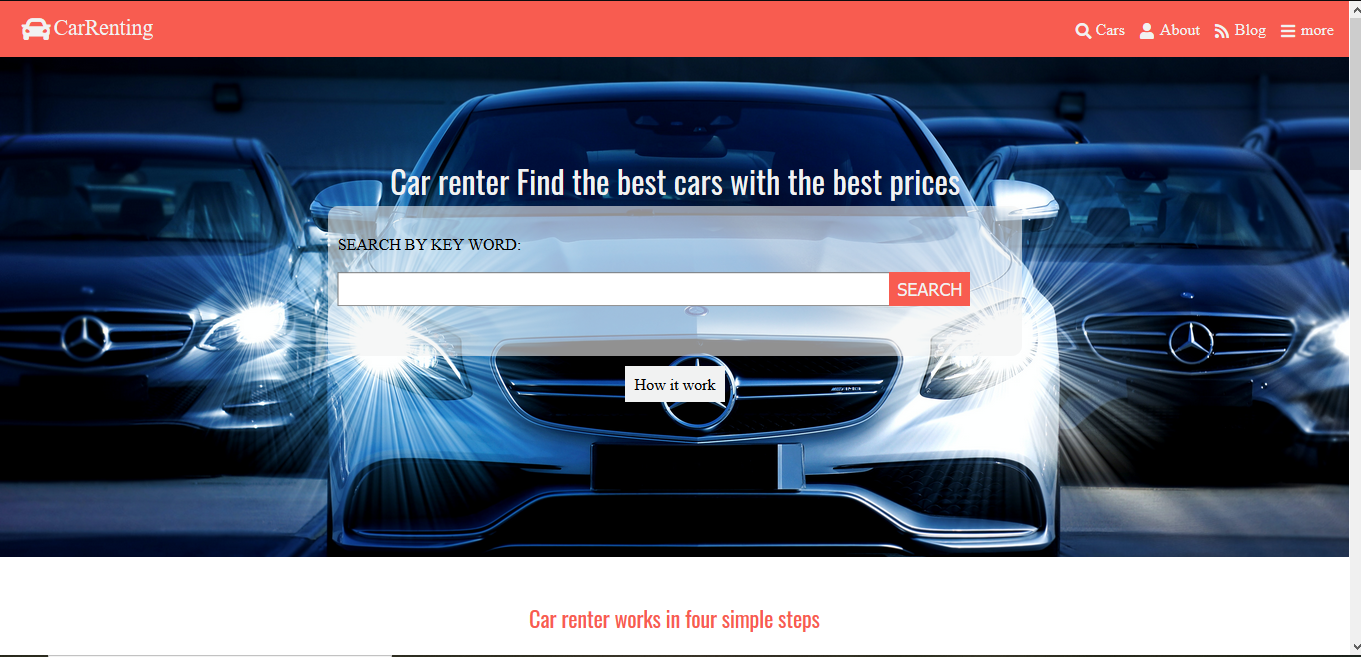 CarRenting
Cars
About
Blog
more
Car renter Find the best cars with the best prices
SEARCH BY KEY WORD:
SEARCH
How it work
Car renter works in four simple steps